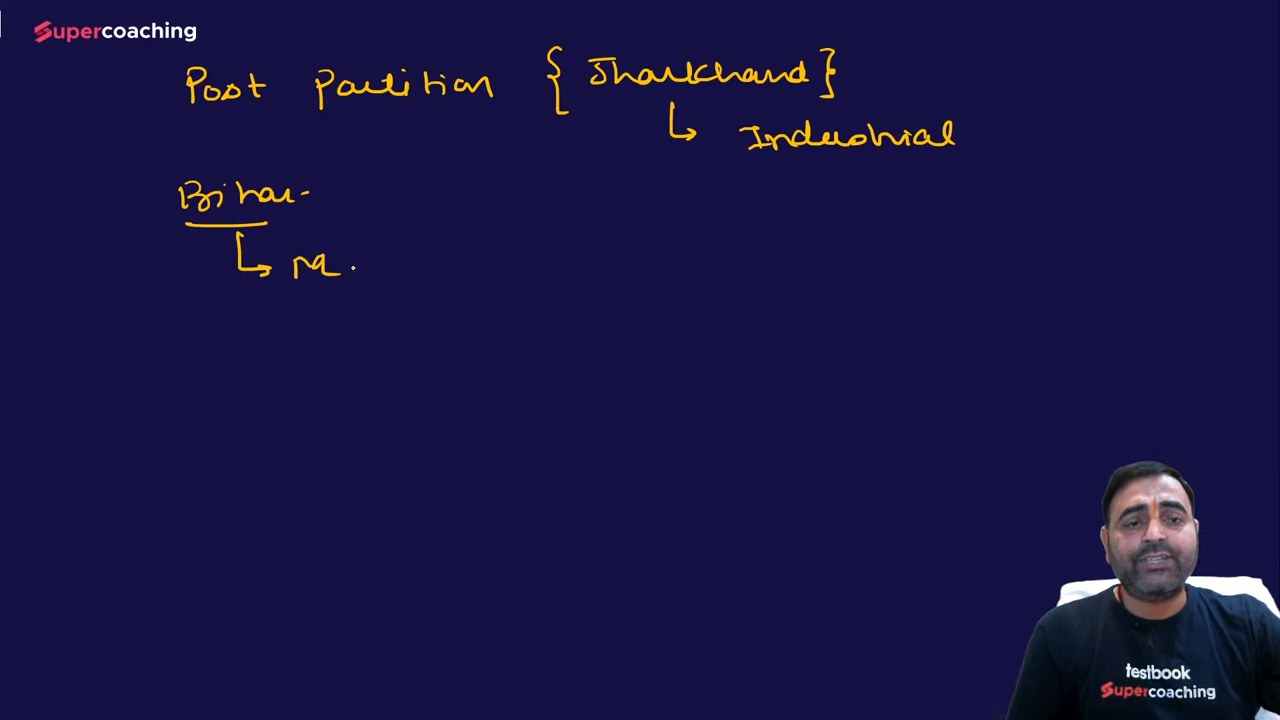 Supercoaching
Post Partition { Jharkhand }
↳ Industrial
Bihar
↳
testbook
Supercoaching